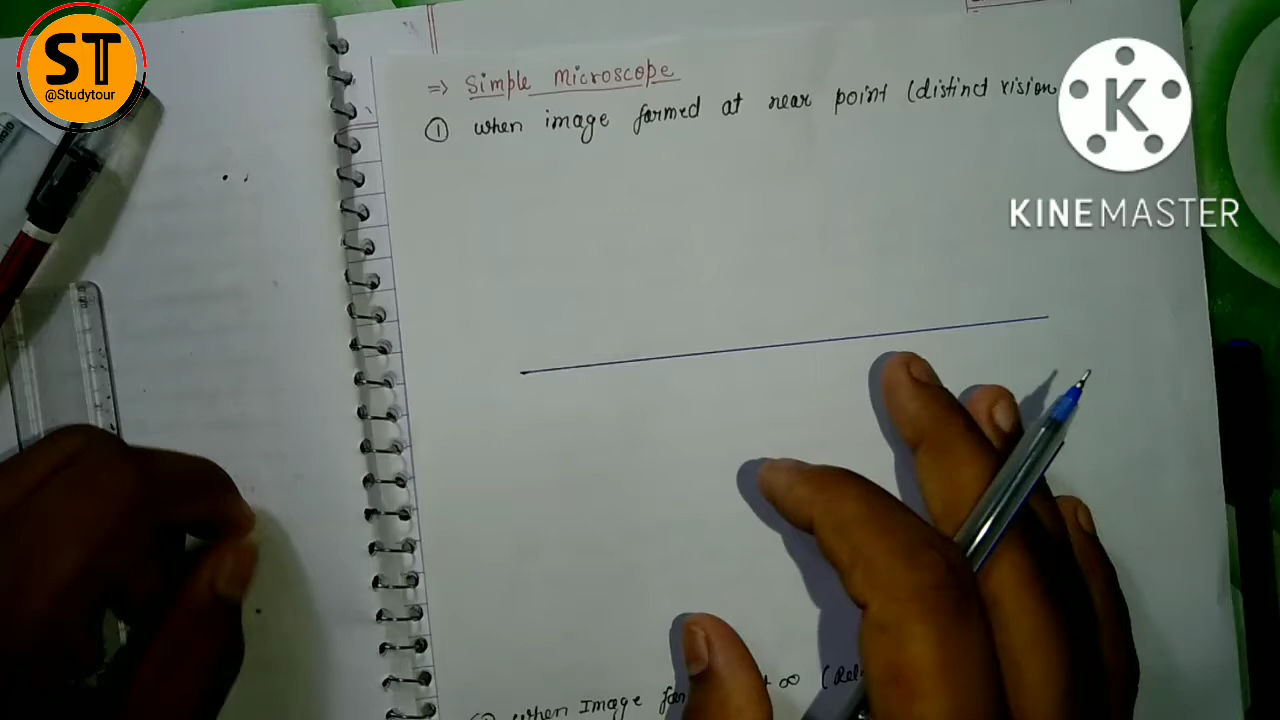 ST
@Studytour
⇒ Simple Microscope
① when image formed at near point (distinct vision
K
KINEMASTER
when Image ∞